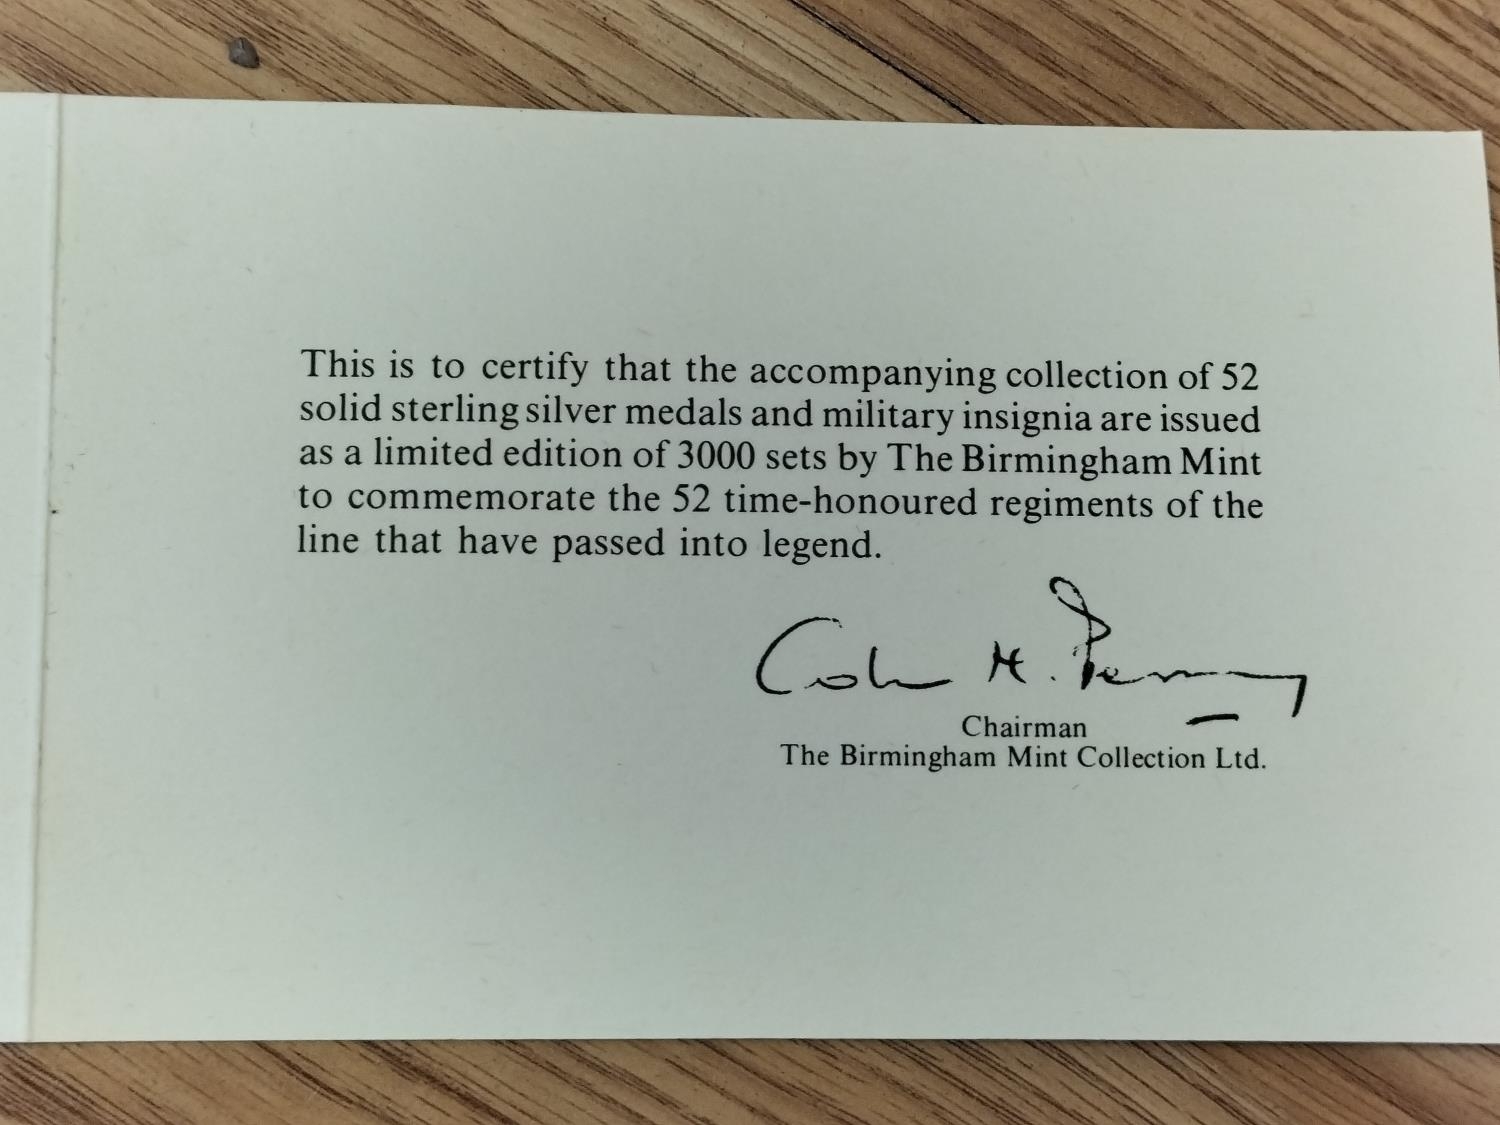 This is to certify that the accompanying collection of 52
solid sterling silver medals and military insignia are issued
as a limited edition of 3000 sets by The Birmingham Mint
to commemorate the 52 time-honoured regiments of the
line that have passed into legend.
Colin H. Perry
Chairman
The Birmingham Mint Collection Ltd.